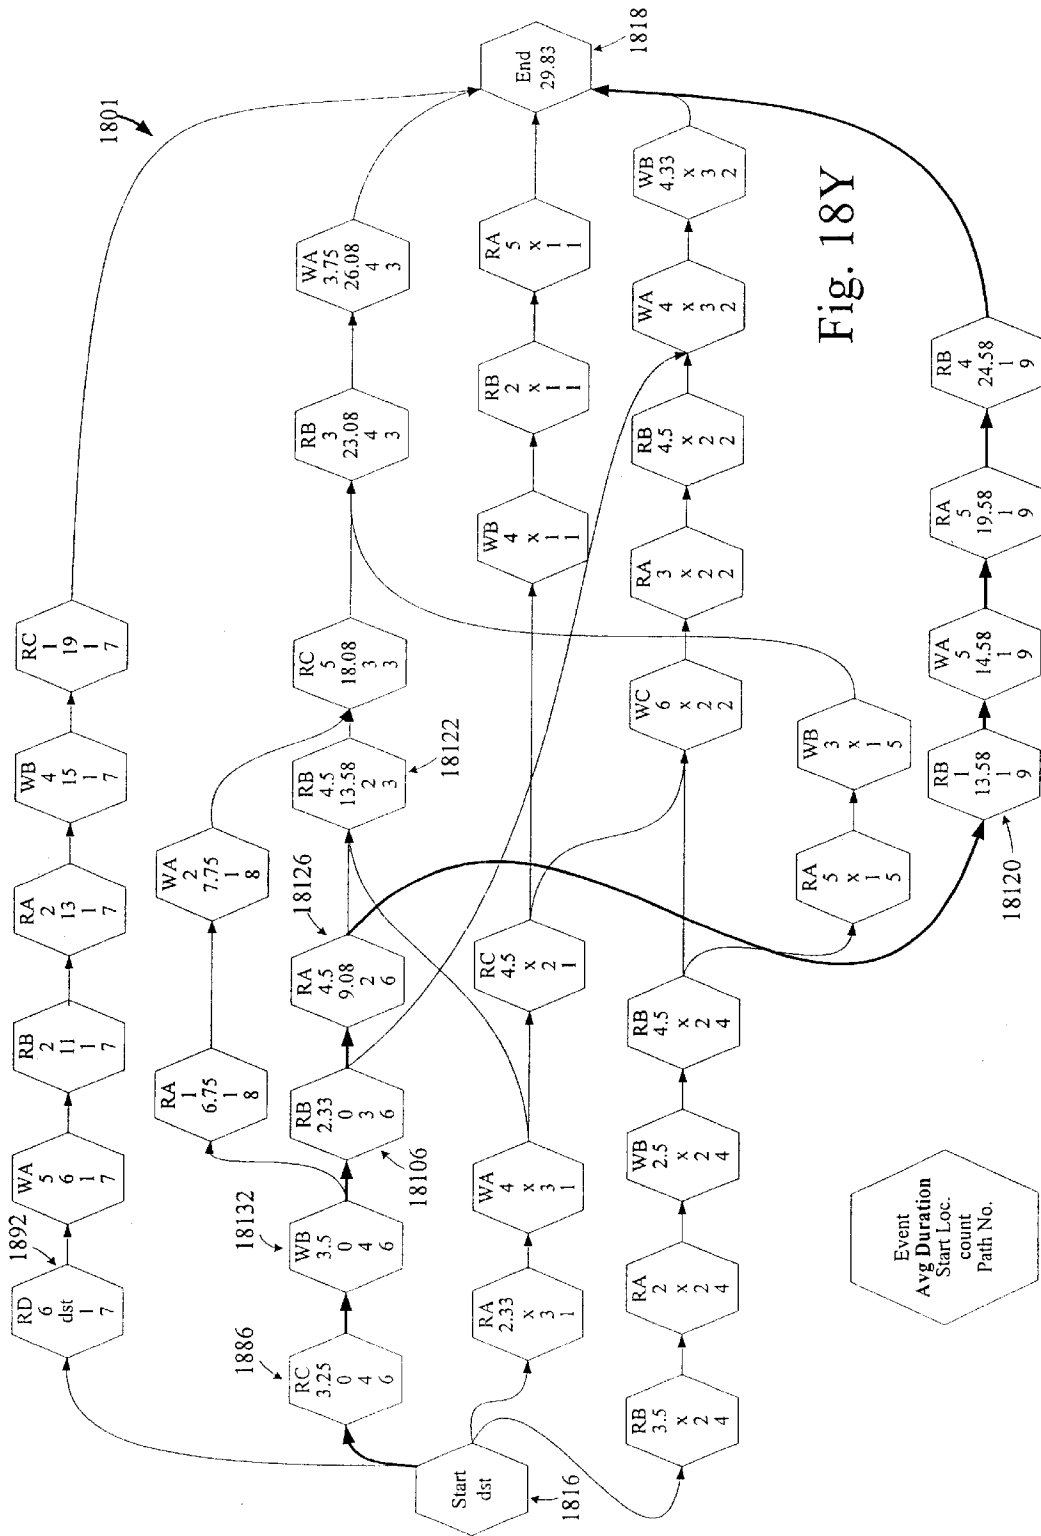 1801
RD
6
dst
1
7
1892
WA
5
6
1
7
RB
2
11
1
7
RA
2
13
1
7
WB
4
15
1
7
RC
1
19
1
7
RA
1
6.75
1
8
WA
2
7.75
1
8
1886
RC
3.25
0
4
6
18132
WB
3.5
0
4
6
RB
2.33
0
3
6
18106
RA
4.5
9.08
2
6
18126
RB
4.5
13.58
2
3
18122
RC
5
18.08
3
3
RB
3
23.08
4
3
WA
3.75
26.08
4
3
Start
dst
1816
RA
2.33
x
3
1
WA
4
x
3
1
RC
4.5
x
2
1
WB
4
x
1
1
RB
2
x
1
1
RA
5
x
1
1
End
29.83
1818
RB
3.5
x
2
4
RA
2
x
2
4
WB
2.5
x
2
4
RB
4.5
x
2
4
WC
6
x
2
2
RA
3
x
2
2
RB
4.5
x
2
2
WA
4
x
3
2
WB
4.33
x
3
2
RA
5
x
1
5
WB
3
x
1
5
RB
1
13.58
1
9
18120
WA
5
14.58
1
9
RA
5
19.58
1
9
RB
4
24.58
1
9
Event
Avg Duration
Start Loc.
count
Path No.
Fig. 18Y